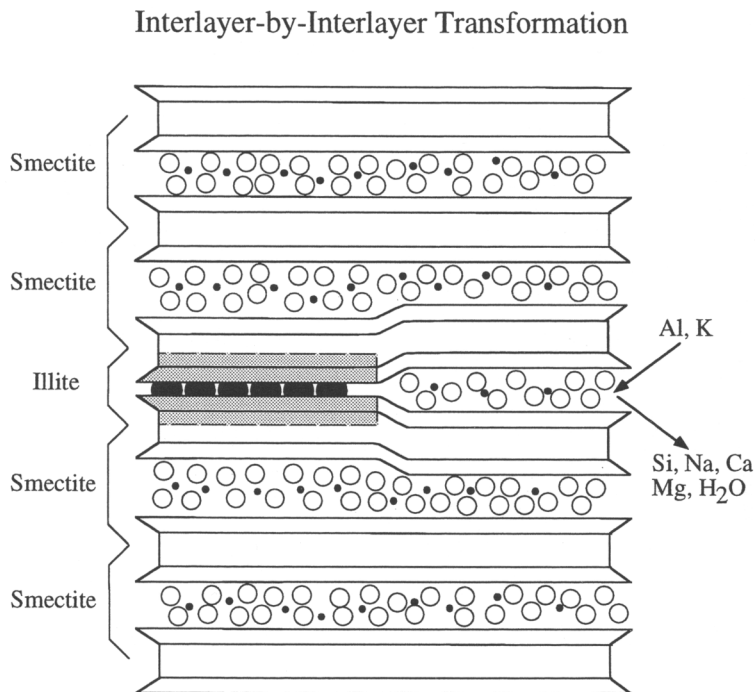 Interlayer-by-Interlayer Transformation
Smectite
Smectite
Illite
Smectite
Smectite
Al, K
Si, Na, Ca
Mg, H₂O